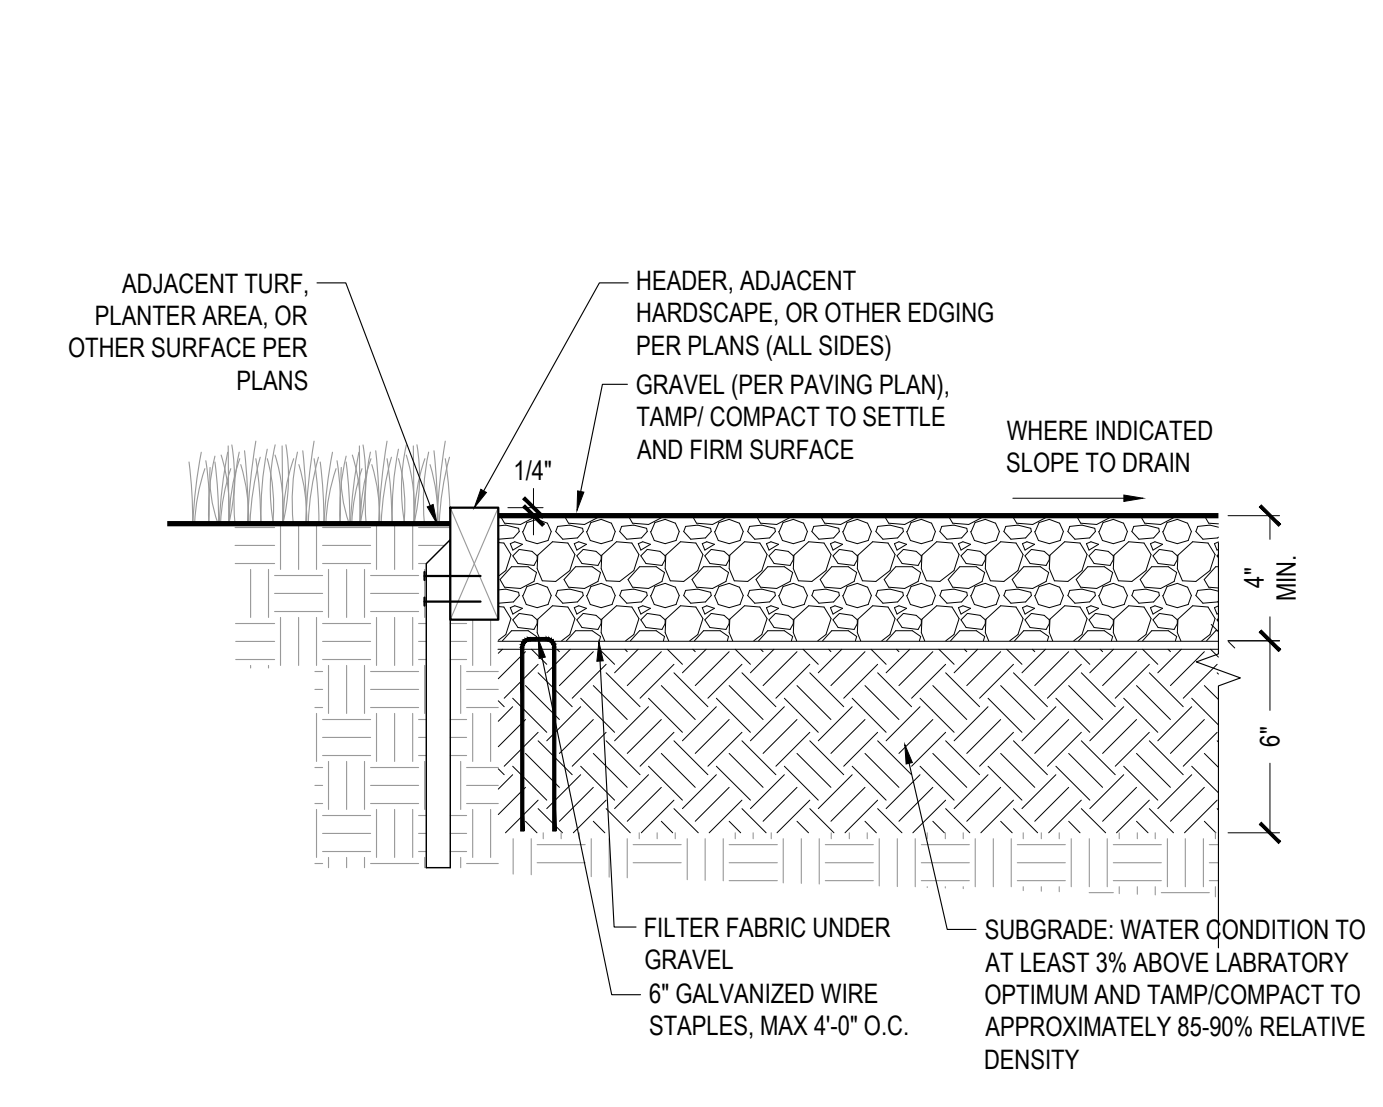 ADJACENT TURF,
PLANTER AREA, OR
OTHER SURFACE PER
PLANS
HEADER, ADJACENT
HARDSCAPE, OR OTHER EDGING
PER PLANS (ALL SIDES)
GRAVEL (PER PAVING PLAN),
TAMP/ COMPACT TO SETTLE
AND FIRM SURFACE
WHERE INDICATED
SLOPE TO DRAIN
1/4"
4"
MIN.
6"
FILTER FABRIC UNDER
GRAVEL
6" GALVANIZED WIRE
STAPLES, MAX 4'-0" O.C.
SUBGRADE: WATER CONDITION TO
AT LEAST 3% ABOVE LABRATORY
OPTIMUM AND TAMP/COMPACT TO
APPROXIMATELY 85-90% RELATIVE
DENSITY